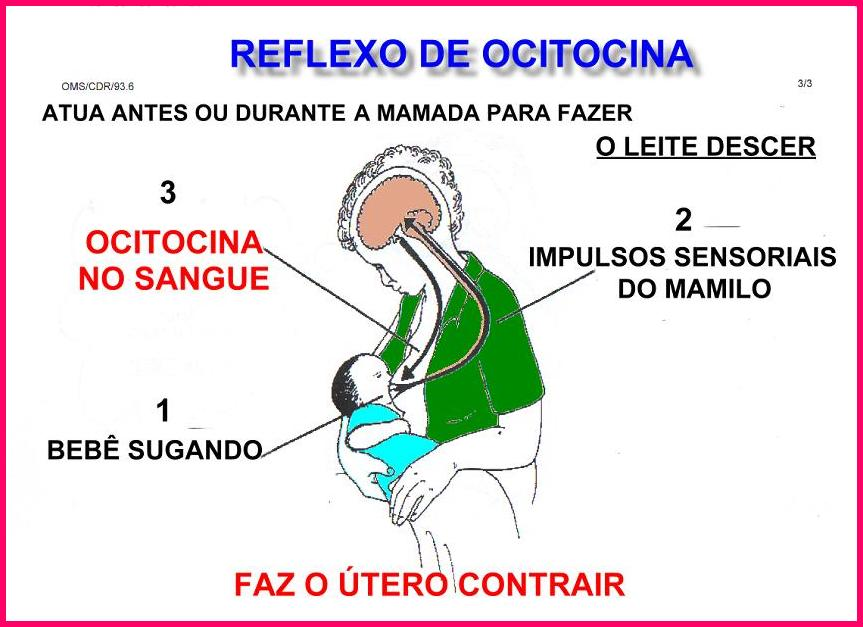 REFLEXO DE OCITOCINA
OMS/CDR/93.6
3/3
ATUA ANTES OU DURANTE A MAMADA PARA FAZER
O LEITE DESCER
3
OCITOCINA
NO SANGUE
2
IMPULSOS SENSORIAIS
DO MAMILO
1
BEBÊ SUGANDO
FAZ O ÚTERO CONTRAIR